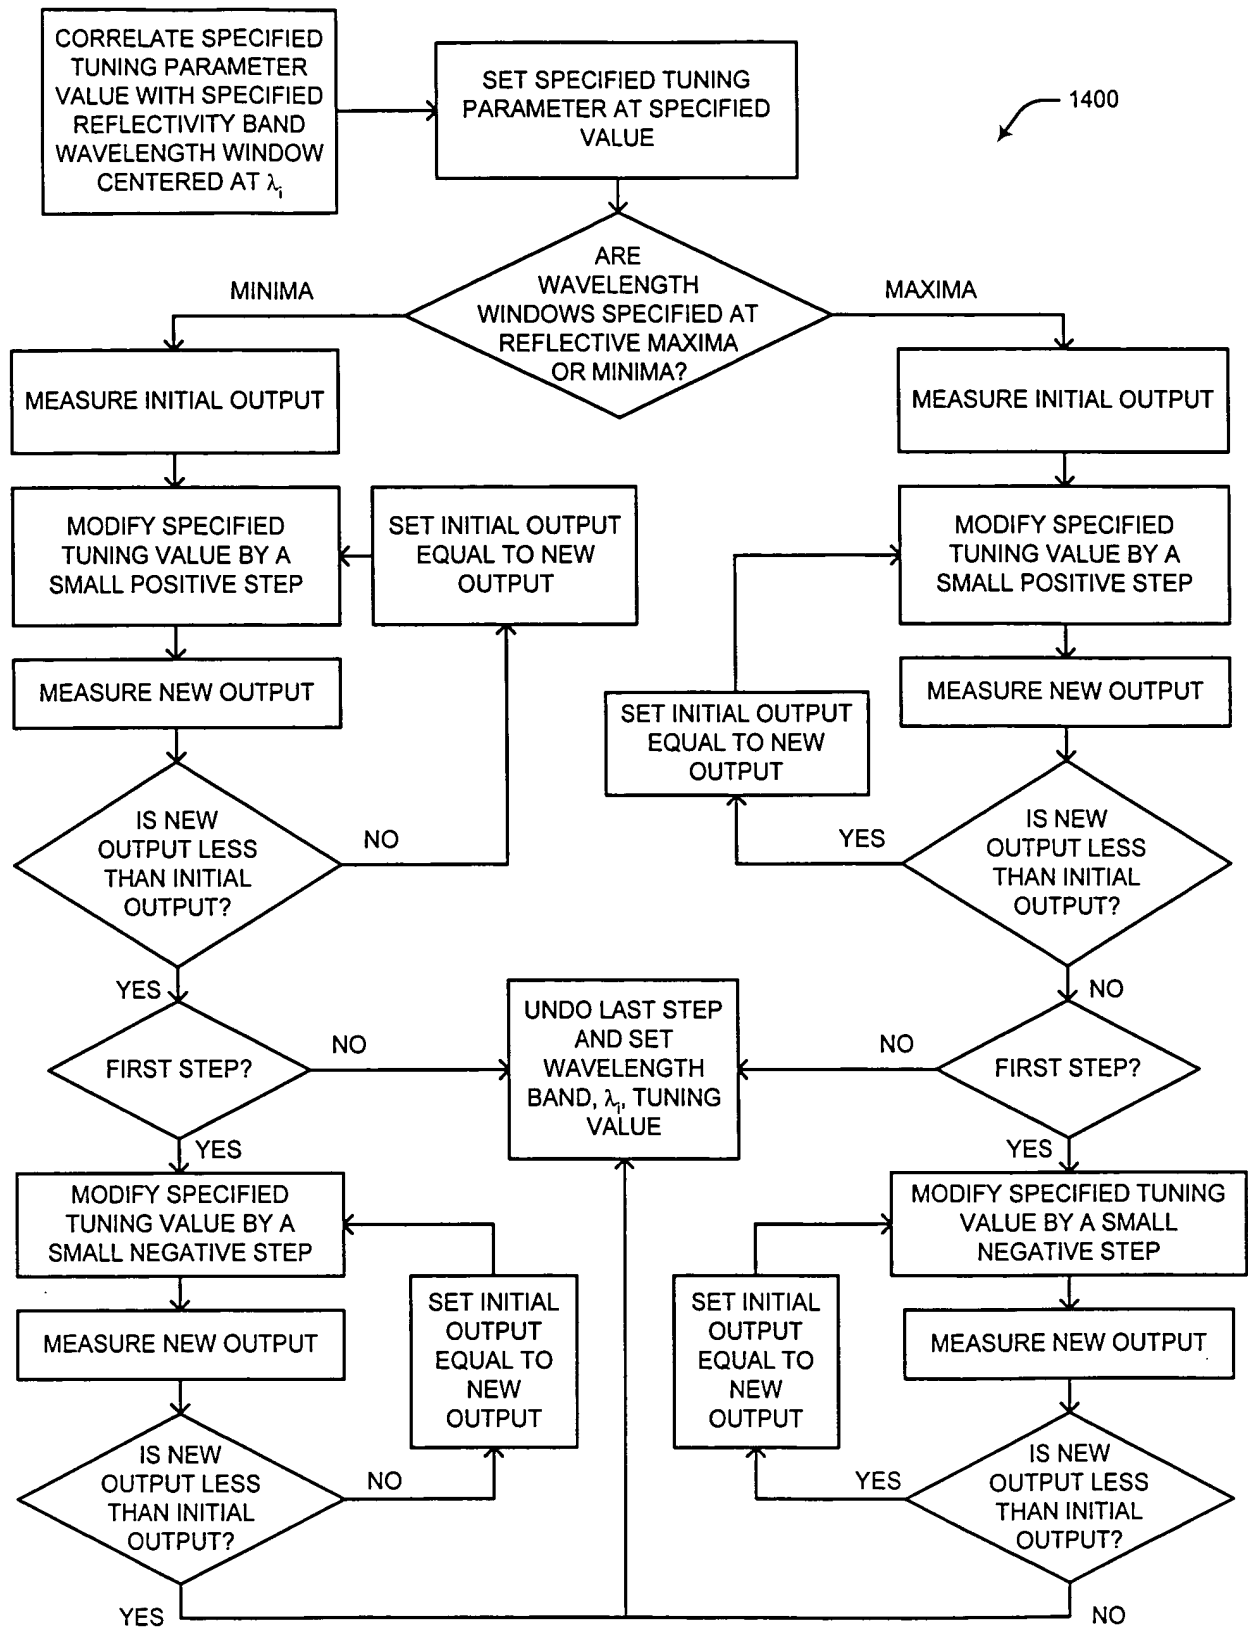 CORRELATE SPECIFIED
TUNING PARAMETER
VALUE WITH SPECIFIED
REFLECTIVITY BAND
WAVELENGTH WINDOW
CENTERED AT λi
SET SPECIFIED TUNING
PARAMETER AT SPECIFIED
VALUE
1400
ARE
WAVELENGTH
WINDOWS SPECIFIED AT
REFLECTIVE MAXIMA
OR MINIMA?
MINIMA
MAXIMA
MEASURE INITIAL OUTPUT
MODIFY SPECIFIED
TUNING VALUE BY A
SMALL POSITIVE STEP
SET INITIAL OUTPUT
EQUAL TO NEW
OUTPUT
MEASURE NEW OUTPUT
IS NEW
OUTPUT LESS
THAN INITIAL
OUTPUT?
NO
YES
FIRST STEP?
NO
YES
MODIFY SPECIFIED
TUNING VALUE BY A
SMALL NEGATIVE STEP
MEASURE NEW OUTPUT
SET INITIAL
OUTPUT
EQUAL TO
NEW
OUTPUT
IS NEW
OUTPUT LESS
THAN INITIAL
OUTPUT?
NO
YES
UNDO LAST STEP
AND SET
WAVELENGTH
BAND, λi, TUNING
VALUE
MEASURE INITIAL OUTPUT
MODIFY SPECIFIED
TUNING VALUE BY A
SMALL POSITIVE STEP
MEASURE NEW OUTPUT
SET INITIAL OUTPUT
EQUAL TO NEW
OUTPUT
IS NEW
OUTPUT LESS
THAN INITIAL
OUTPUT?
YES
NO
FIRST STEP?
NO
YES
MODIFY SPECIFIED TUNING
VALUE BY A SMALL
NEGATIVE STEP
MEASURE NEW OUTPUT
SET INITIAL
OUTPUT
EQUAL TO
NEW
OUTPUT
IS NEW
OUTPUT LESS
THAN INITIAL
OUTPUT?
YES
NO